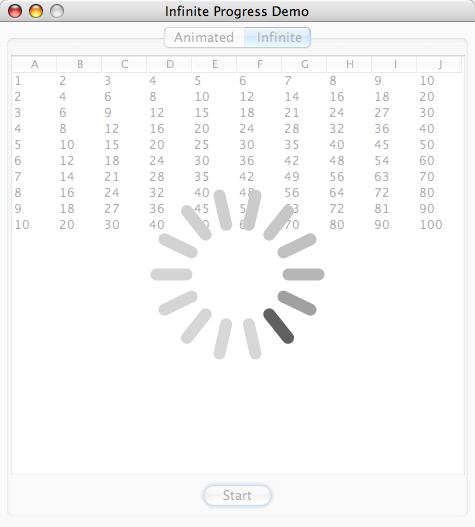 Infinite Progress Demo
Animated Infinite
A B C D E F G H I J
1 2 3 4 5 6 7 8 9 10
2 4 6 8 10 12 14 16 18 20
3 6 9 12 15 18 21 24 27 30
4 8 12 16 20 24 28 32 36 40
5 10 15 20 25 30 35 40 45 50
6 12 18 24 30 36 42 48 54 60
7 14 21 28 35 42 49 56 63 70
8 16 24 32 40 48 56 64 72 80
9 18 27 36 45 72 81 90
10 20 30 40 70 80 90 100
Start